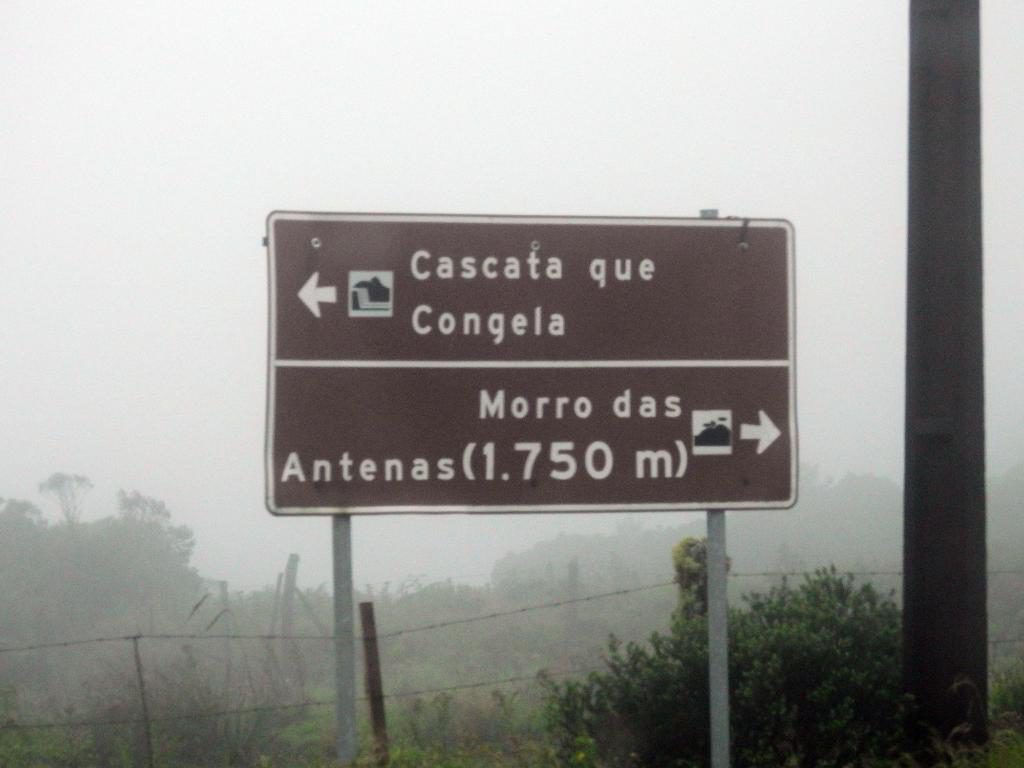 Cascata que
Congela
Morro das
Antenas (1.750 m)